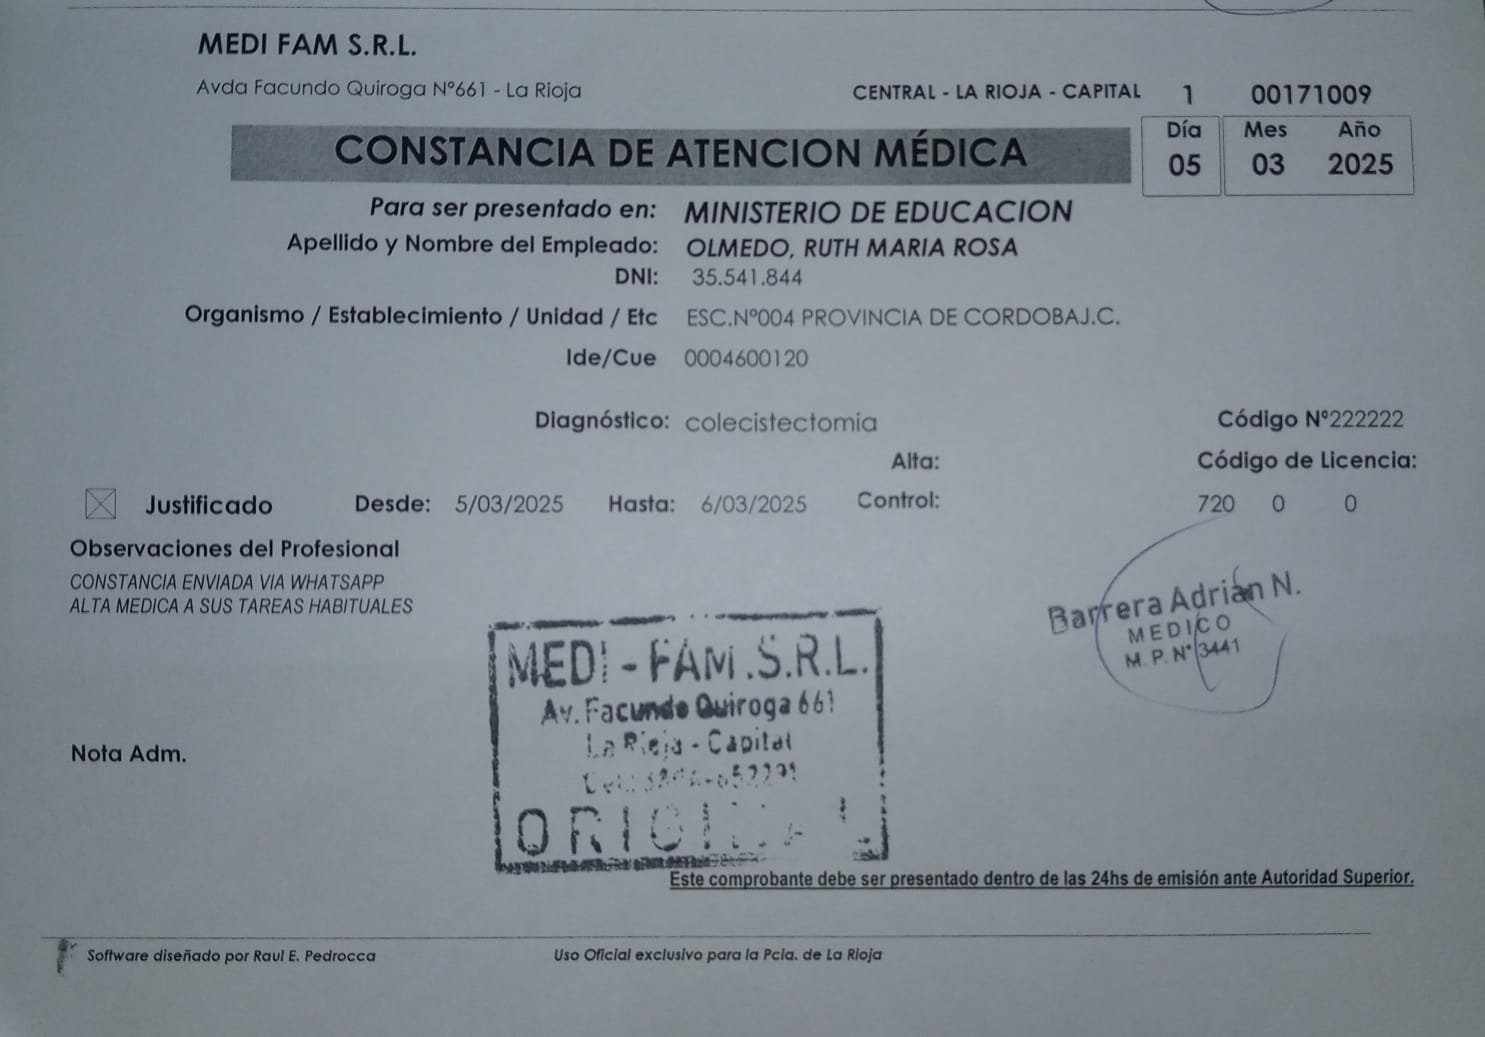 MEDI FAM S.R.L.
Avda Facundo Quiroga Nº661 - La Rioja
CENTRAL - LA RIOJA - CAPITAL 1 00171009
CONSTANCIA DE ATENCION MÉDICA
Día Mes Año
05 03 2025
Para ser presentado en: MINISTERIO DE EDUCACION
Apellido y Nombre del Empleado: OLMEDO, RUTH MARIA ROSA
DNI: 35.541.844
Organismo / Establecimiento / Unidad / Etc ESC.Nº004 PROVINCIA DE CORDOBAJ.C.
Ide/Cue 0004600120
Diagnóstico: colecistectomia Código Nº222222
Alta: Código de Licencia:
Justificado Desde: 5/03/2025 Hasta: 6/03/2025 Control: 720 0 0
Observaciones del Profesional
CONSTANCIA ENVIADA VIA WHATSAPP
ALTA MEDICA A SUS TAREAS HABITUALES
Barrera Adrián N.
MEDICO
M. P. Nº 3441
MEDI - FAM .S.R.L.
Av. Facundo Quiroga 661
La Rioja - Capital
ORIGINAL
Nota Adm.
Este comprobante debe ser presentado dentro de las 24hs de emisión ante Autoridad Superior.
Software diseñado por Raul E. Pedrocca
Uso Oficial exclusivo para la Pcia. de La Rioja